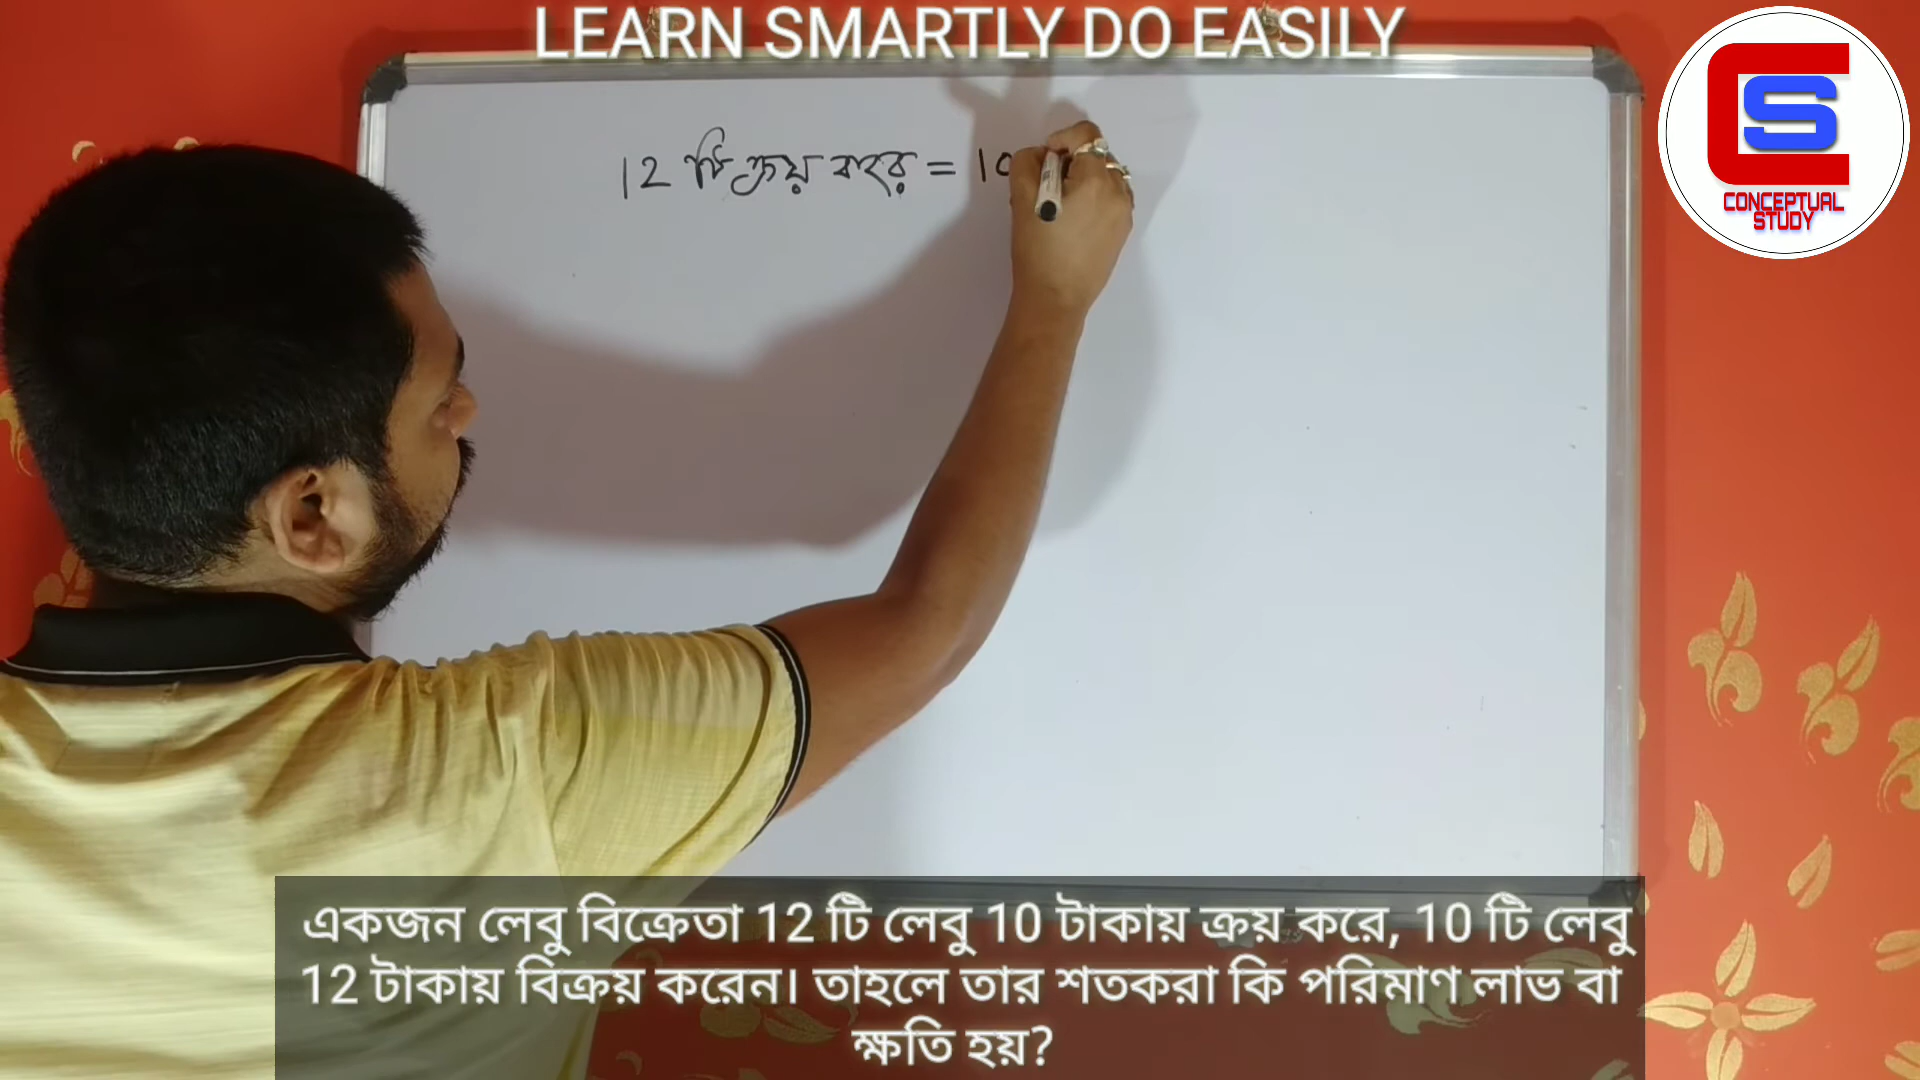 LEARN SMARTLY DO EASILY
CS
CONCEPTUAL
STUDY
12 টি ক্রয় করে = 10
একজন লেবু বিক্রেতা 12 টি লেবু 10 টাকায় ক্রয় করে, 10 টি লেবু
12 টাকায় বিক্রয় করেন। তাহলে তার শতকরা কি পরিমাণ লাভ বা
ক্ষতি হয়?